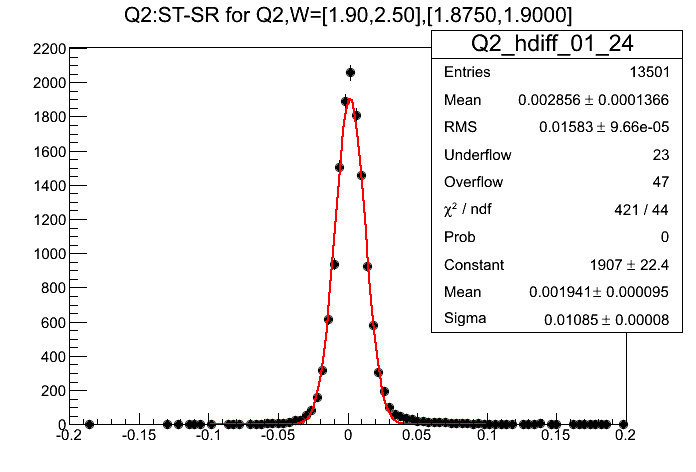 Q2:ST-SR for Q2,W=[1.90,2.50],[1.8750,1.9000]
Q2_hdiff_01_24
Entries 13501
Mean 0.002856 ± 0.0001366
RMS 0.01583 ± 9.66e-05
Underflow 23
Overflow 47
χ² / ndf 421 / 44
Prob 0
Constant 1907 ± 22.4
Mean 0.001941 ± 0.000095
Sigma 0.01085 ± 0.00008
2200
2000
1800
1600
1400
1200
1000
800
600
400
200
0
-0.2 -0.15 -0.1 -0.05 0 0.05 0.1 0.15 0.2